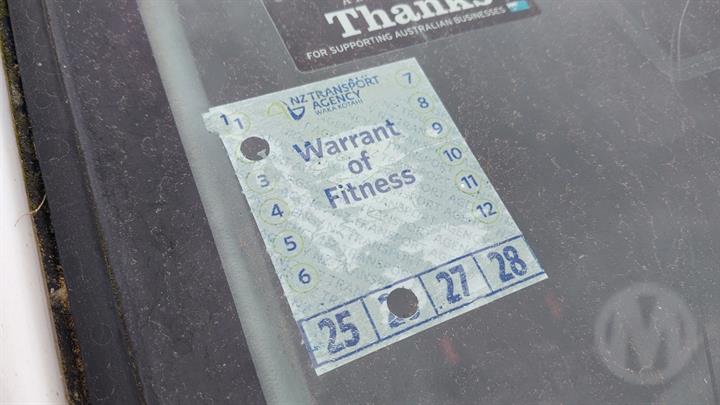 Thanks
FOR SUPPORTING AUSTRALIAN BUSINESSES
NZ TRANSPORT
AGENCY
WAKA KOTAHI
Warrant
of
Fitness
1 1
3
4
5
6
7
8
9
10
11
12
25 27 28
M